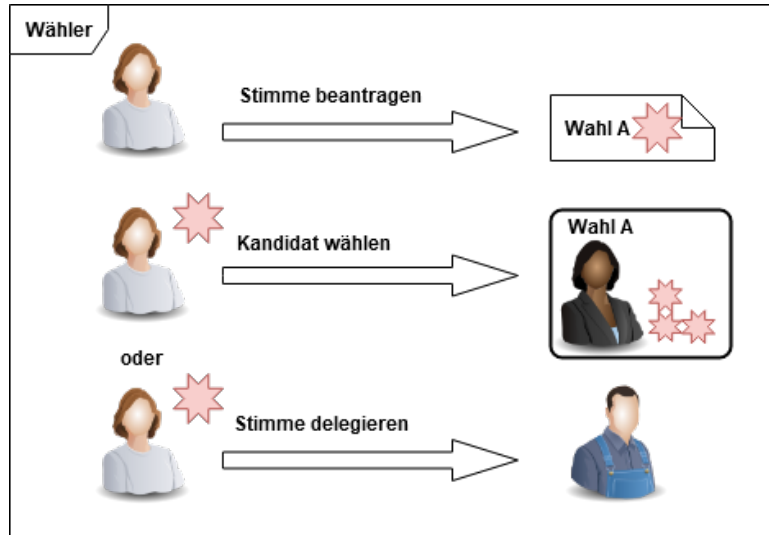 Wähler
Stimme beantragen
Wahl A
Kandidat wählen
Wahl A
oder
Stimme delegieren